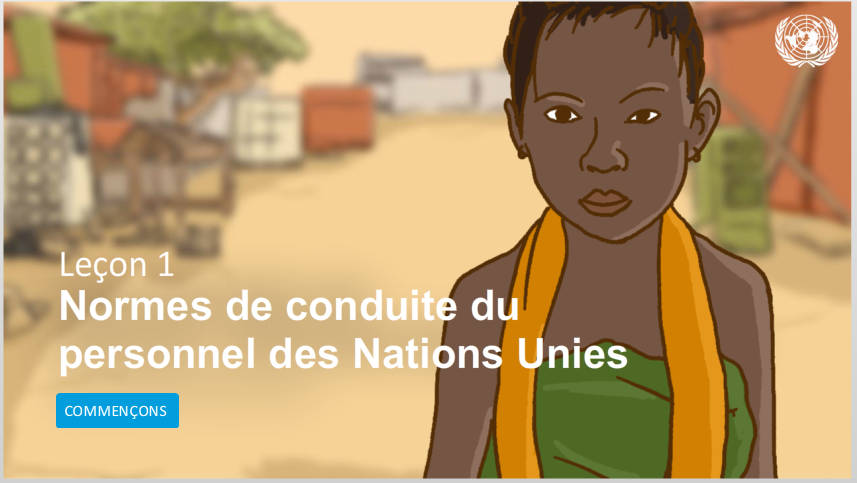 Leçon 1
Normes de conduite du
personnel des Nations Unies
COMMENÇONS